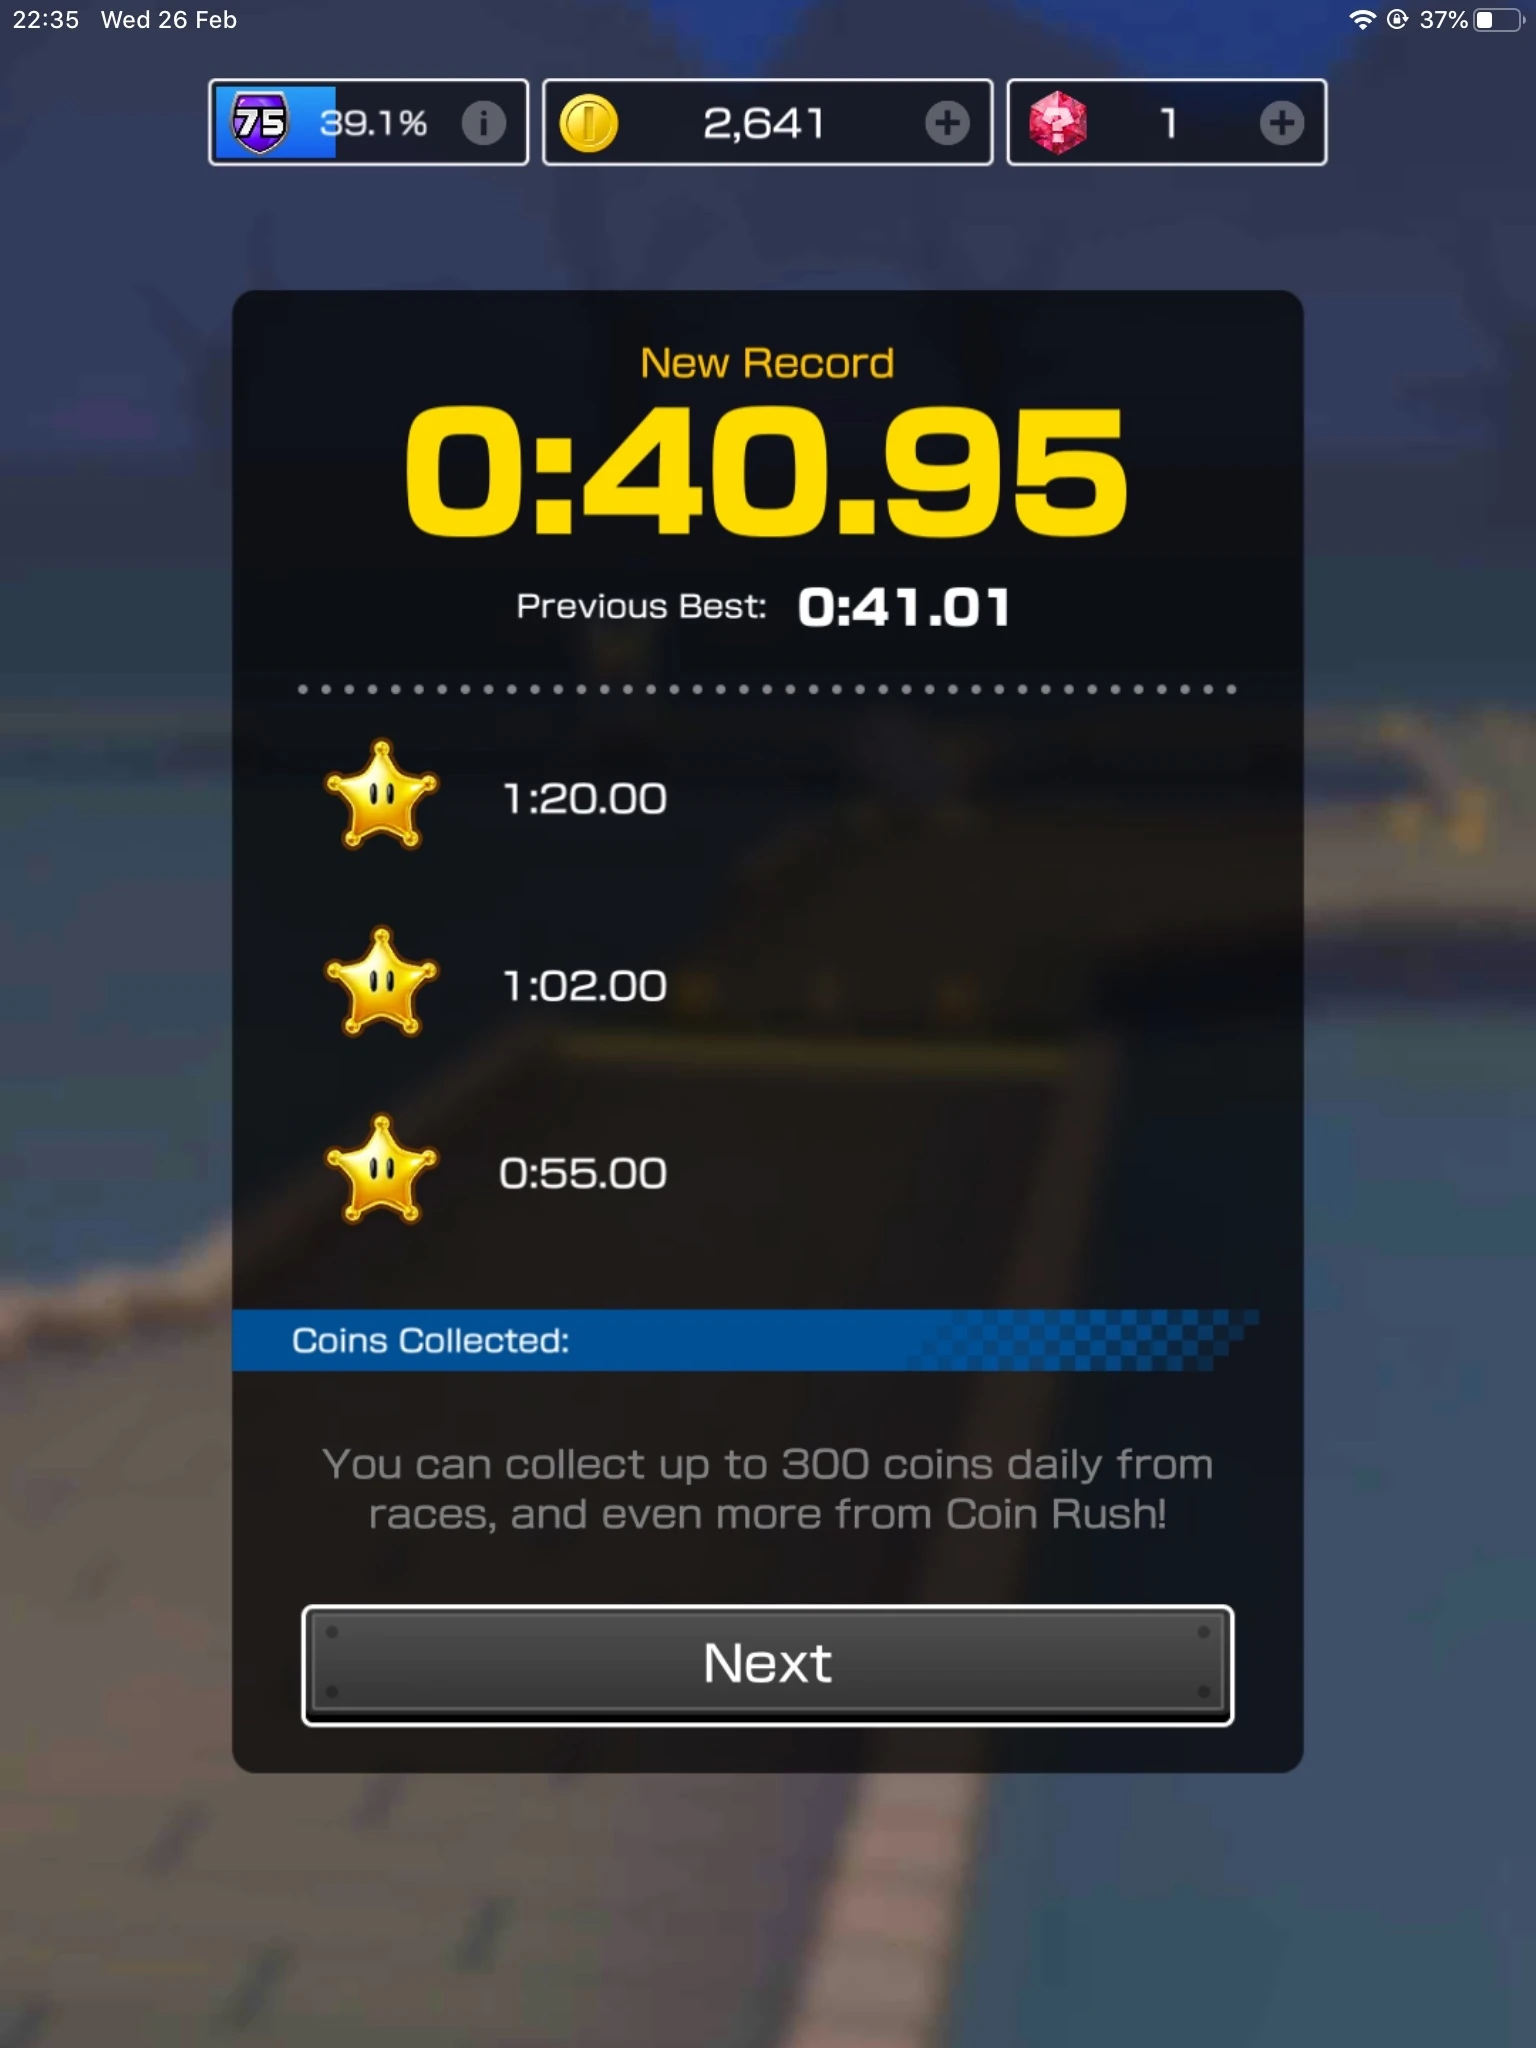 22:35 Wed 26 Feb 37%
75 39.1% i 2,641 + ? 1 +
New Record
0:40.95
Previous Best: 0:41.01
1:20.00
1:02.00
0:55.00
Coins Collected:
You can collect up to 300 coins daily from
races, and even more from Coin Rush!
Next